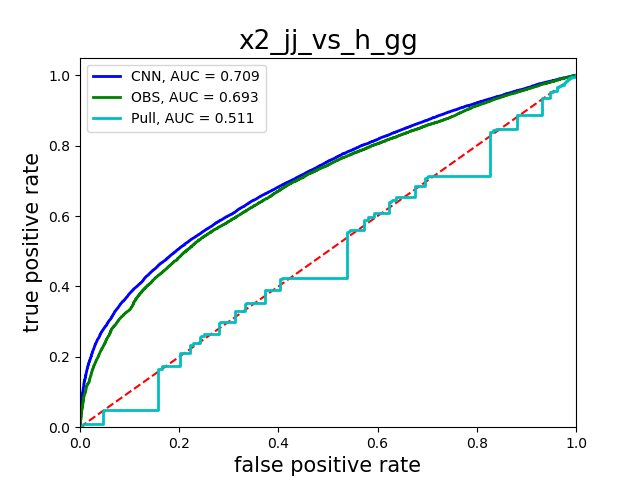 x2_jj_vs_h_gg
CNN, AUC = 0.709
OBS, AUC = 0.693
Pull, AUC = 0.511
true positive rate
1.0
0.8
0.6
0.4
0.2
0.0
0.0 0.2 0.4 0.6 0.8 1.0
false positive rate